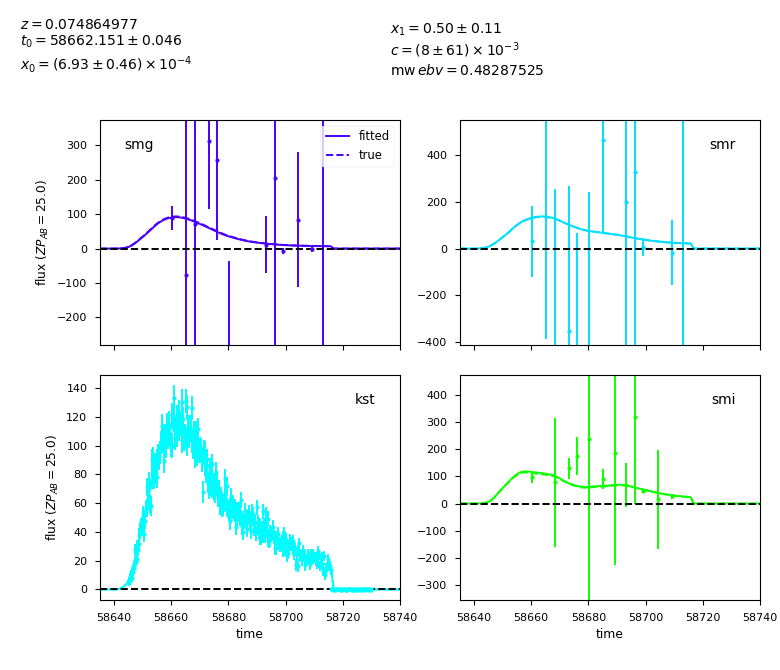 z = 0.074864977
t₀ = 58662.151 ± 0.046
x₀ = (6.93 ± 0.46) × 10⁻⁴
x₁ = 0.50 ± 0.11
c = (8 ± 61) × 10⁻³
mw ebv = 0.48287525
smg
fitted
true
300
200
100
0
−100
−200
flux (ZP_AB = 25.0)
smr
400
200
0
−200
−400
kst
140
120
100
80
60
40
20
0
flux (ZP_AB = 25.0)
58640 58660 58680 58700 58720 58740
time
smi
400
300
200
100
0
−100
−200
−300
58640 58660 58680 58700 58720 58740
time